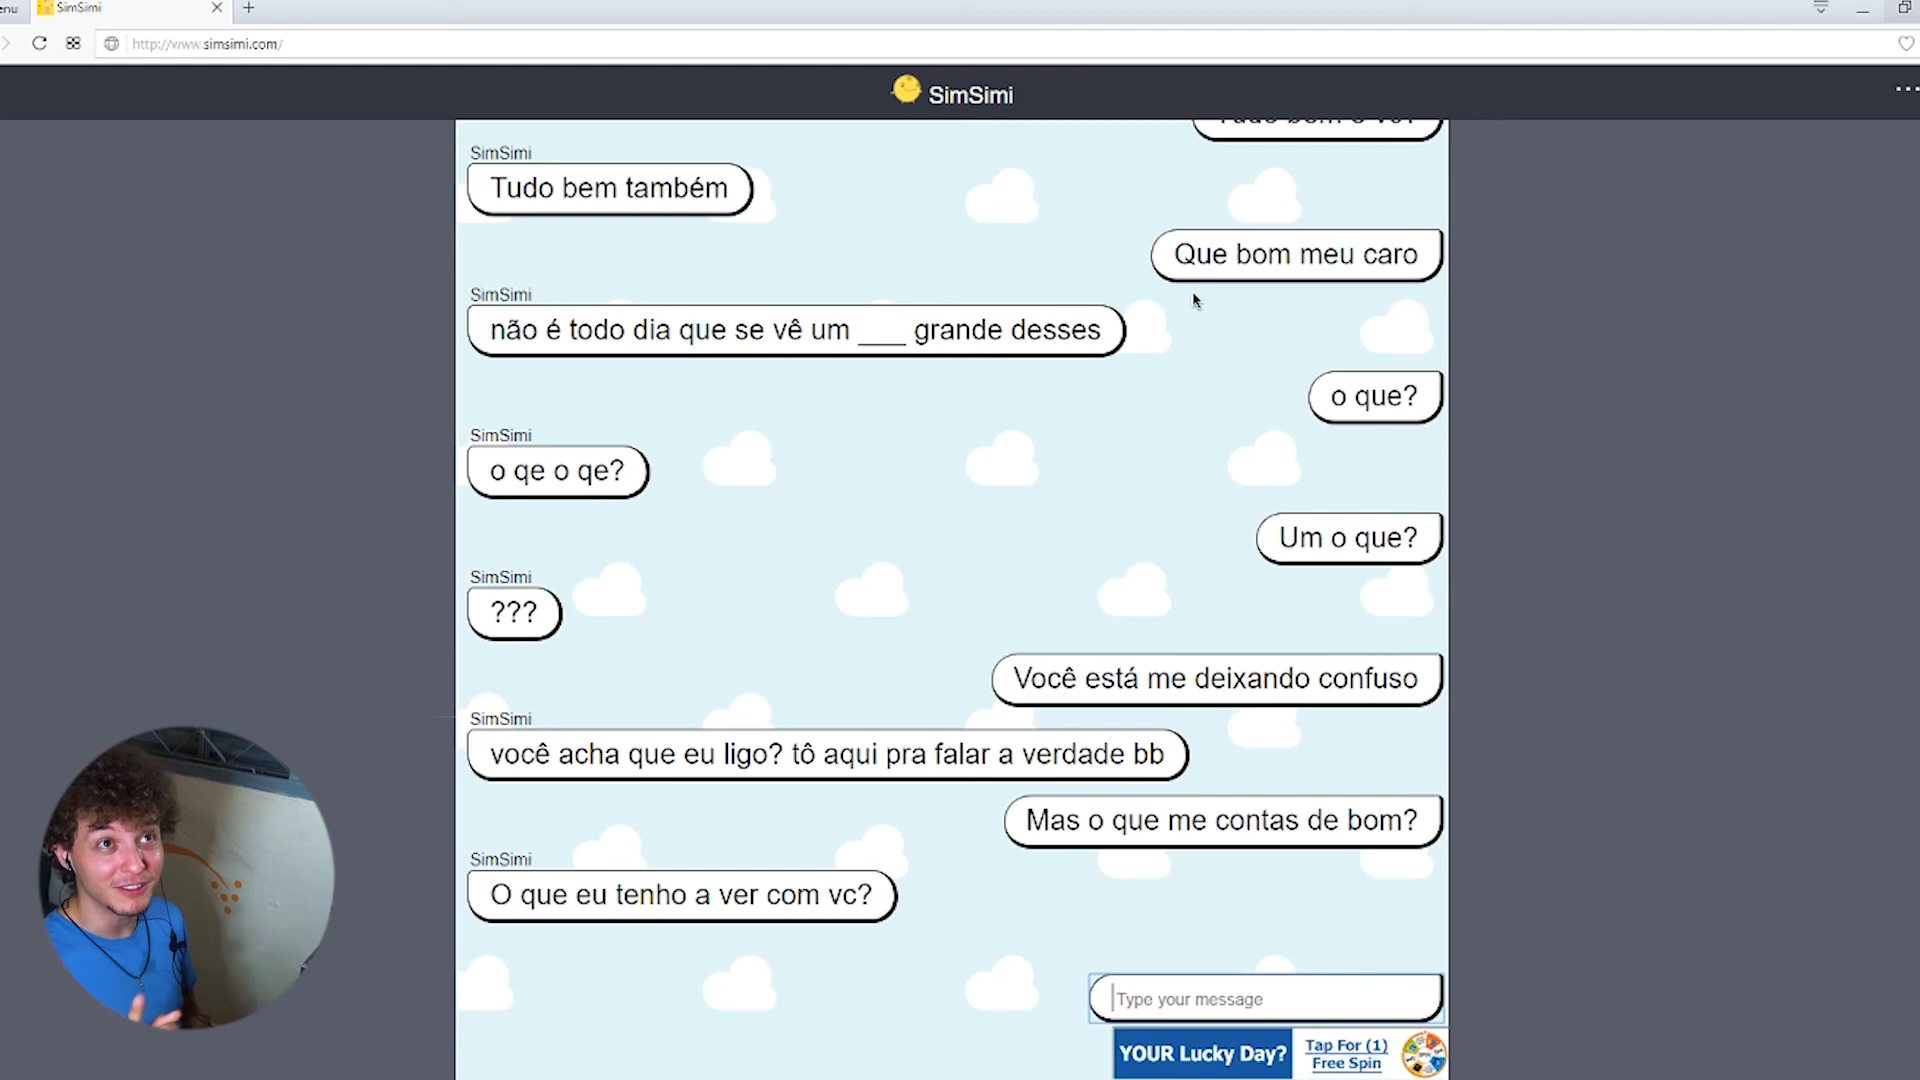 enu
SimSimi
http://www.simsimi.com/
SimSimi
SimSimi
Tudo bem também
Que bom meu caro
SimSimi
não é todo dia que se vê um ____ grande desses
o que?
SimSimi
o qe o qe?
Um o que?
SimSimi
???
Você está me deixando confuso
SimSimi
você acha que eu ligo? tô aqui pra falar a verdade bb
Mas o que me contas de bom?
SimSimi
O que eu tenho a ver com vc?
Type your message
YOUR Lucky Day?
Tap For (1)
Free Spin